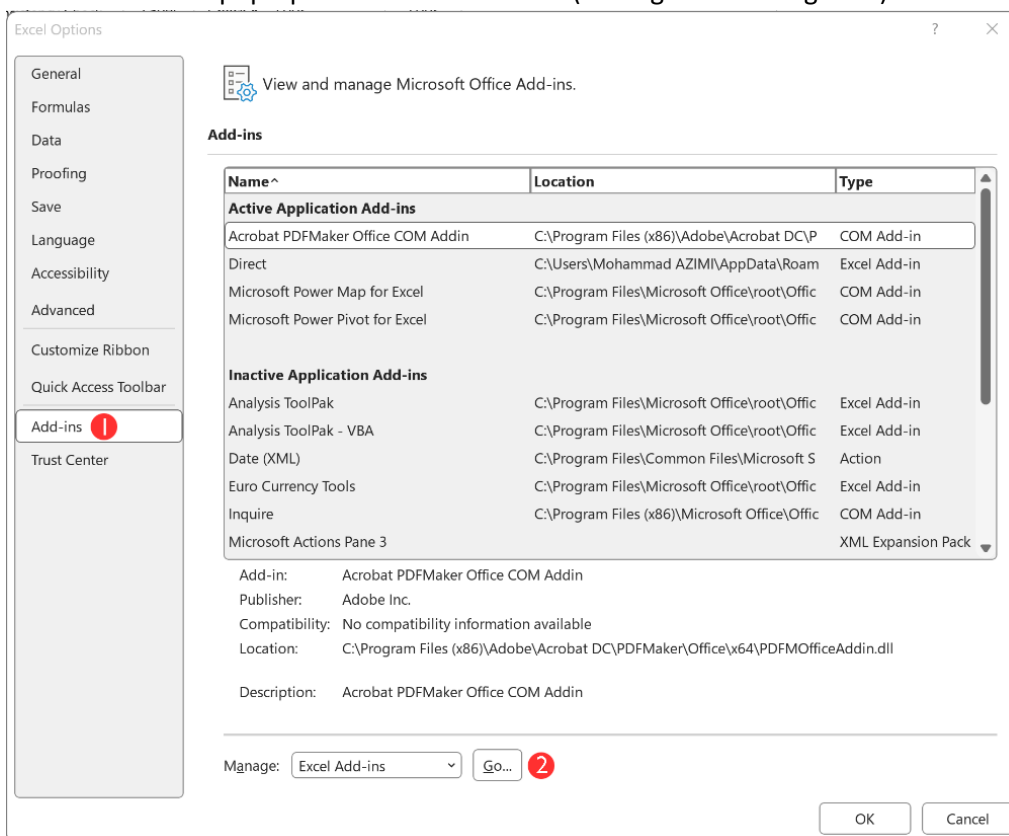 Excel Options ? ×
General
Formulas
Data
Proofing
Save
Language
Accessibility
Advanced
Customize Ribbon
Quick Access Toolbar
Add-ins 1
Trust Center
View and manage Microsoft Office Add-ins.
Add-ins
Name^ Location Type
Active Application Add-ins
Acrobat PDFMaker Office COM Addin C:\Program Files (x86)\Adobe\Acrobat DC\P COM Add-in
Direct C:\Users\Mohammad AZIMI\AppData\Roam Excel Add-in
Microsoft Power Map for Excel C:\Program Files\Microsoft Office\root\Offic COM Add-in
Microsoft Power Pivot for Excel C:\Program Files\Microsoft Office\root\Offic COM Add-in
Inactive Application Add-ins
Analysis ToolPak C:\Program Files\Microsoft Office\root\Offic Excel Add-in
Analysis ToolPak - VBA C:\Program Files\Microsoft Office\root\Offic Excel Add-in
Date (XML) C:\Program Files\Common Files\Microsoft S Action
Euro Currency Tools C:\Program Files\Microsoft Office\root\Offic Excel Add-in
Inquire C:\Program Files (x86)\Microsoft Office\Offic COM Add-in
Microsoft Actions Pane 3 XML Expansion Pack
Add-in: Acrobat PDFMaker Office COM Addin
Publisher: Adobe Inc.
Compatibility: No compatibility information available
Location: C:\Program Files (x86)\Adobe\Acrobat DC\PDFMaker\Office\x64\PDFMOfficeAddin.dll
Description: Acrobat PDFMaker Office COM Addin
Manage: Excel Add-ins Go... 2
OK Cancel